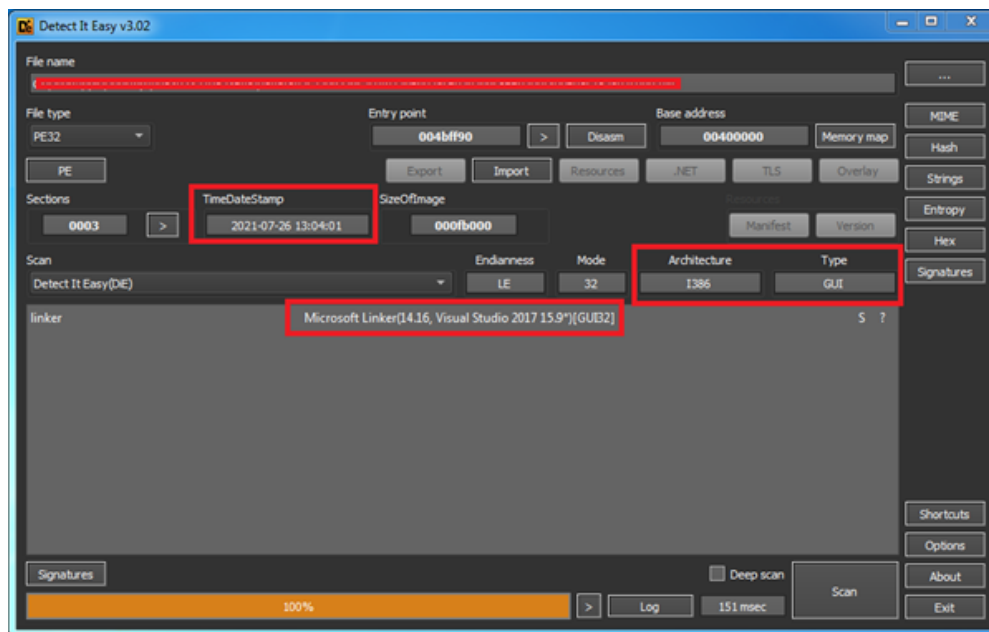 Detect It Easy v3.02
File name
...
File type
Entry point
Base address
PE32
004bff90
>
Disasm
00400000
Memory map
MIME
Hash
PE
Export
Import
Resources
.NET
TLS
Overlay
Strings
Sections
TimeDateStamp
SizeOfImage
Resources
Entropy
0003
>
2021-07-26 13:04:01
000fb000
Manifest
Version
Hex
Scan
Endianness
Mode
Architecture
Type
Signatures
Detect It Easy(DiE)
LE
32
I386
GUI
linker
Microsoft Linker(14.16, Visual Studio 2017 15.9*)[GUI32]
S ?
Shortcuts
Options
Signatures
Deep scan
About
Scan
100%
>
Log
151 msec
Exit